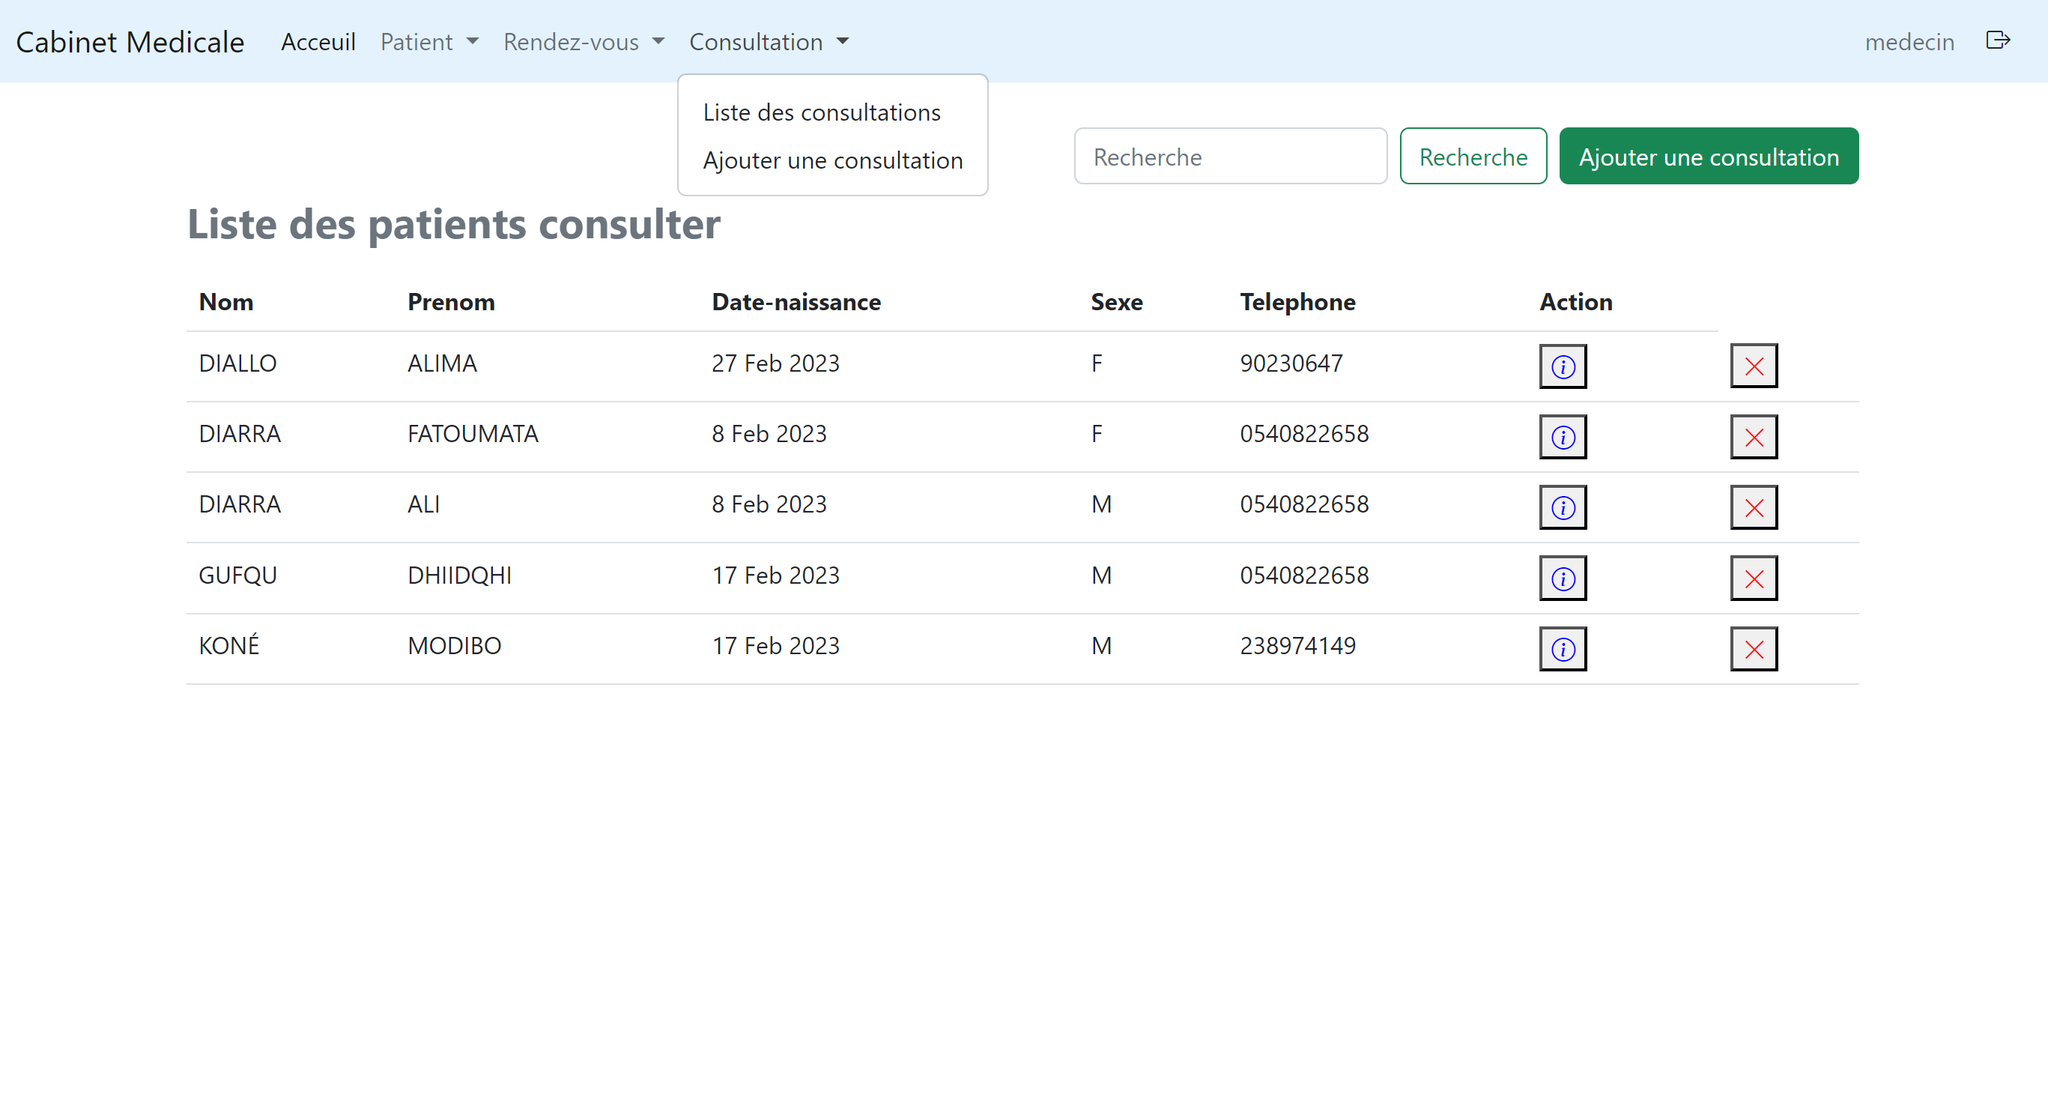 Cabinet Medicale Acceuil Patient Rendez-vous Consultation medecin
Liste des consultations
Ajouter une consultation
Recherche Recherche Ajouter une consultation
Liste des patients consulter
Nom Prenom Date-naissance Sexe Telephone Action
DIALLO ALIMA 27 Feb 2023 F 90230647
DIARRA FATOUMATA 8 Feb 2023 F 0540822658
DIARRA ALI 8 Feb 2023 M 0540822658
GUFQU DHIIDQHI 17 Feb 2023 M 0540822658
KONÉ MODIBO 17 Feb 2023 M 238974149